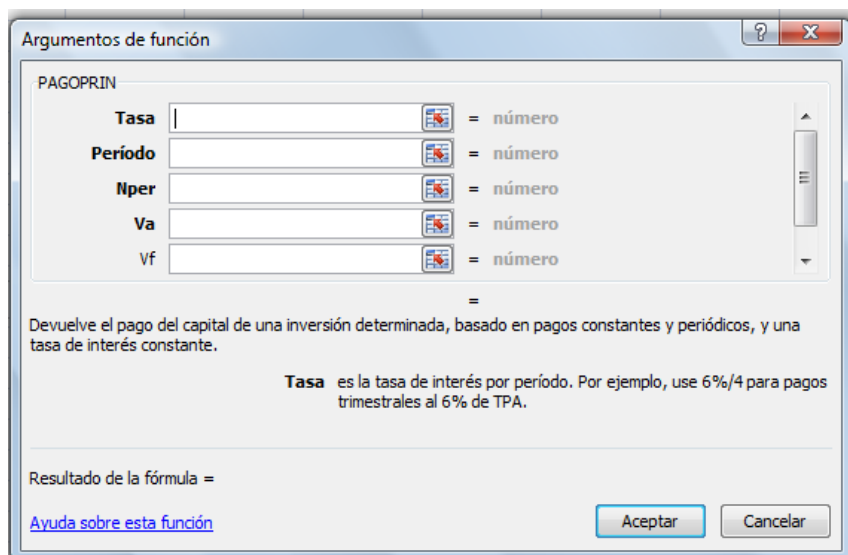 Argumentos de función
PAGOPRIN
Tasa = número
Período = número
Nper = número
Va = número
Vf = número
=
Devuelve el pago del capital de una inversión determinada, basado en pagos constantes y periódicos, y una
tasa de interés constante.
Tasa es la tasa de interés por período. Por ejemplo, use 6%/4 para pagos
trimestrales al 6% de TPA.
Resultado de la fórmula =
Ayuda sobre esta función
Aceptar Cancelar